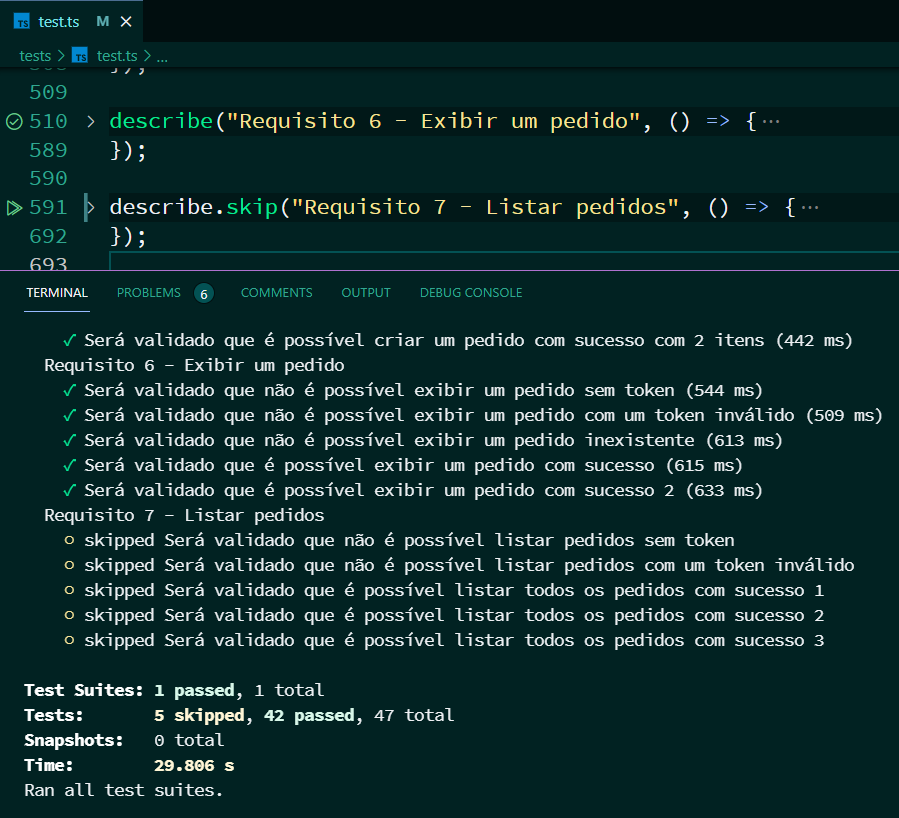 TS test.ts M ×
tests > TS test.ts > ...
508 });
509
510 > describe("Requisito 6 - Exibir um pedido", () => {···
589 });
590
591 > describe.skip("Requisito 7 - Listar pedidos", () => {···
692 });
693
TERMINAL PROBLEMS 6 COMMENTS OUTPUT DEBUG CONSOLE
✓ Será validado que é possível criar um pedido com sucesso com 2 itens (442 ms)
Requisito 6 - Exibir um pedido
✓ Será validado que não é possível exibir um pedido sem token (544 ms)
✓ Será validado que não é possível exibir um pedido com um token inválido (509 ms)
✓ Será validado que não é possível exibir um pedido inexistente (613 ms)
✓ Será validado que é possível exibir um pedido com sucesso (615 ms)
✓ Será validado que é possível exibir um pedido com sucesso 2 (633 ms)
Requisito 7 - Listar pedidos
○ skipped Será validado que não é possível listar pedidos sem token
○ skipped Será validado que não é possível listar pedidos com um token inválido
○ skipped Será validado que é possível listar todos os pedidos com sucesso 1
○ skipped Será validado que é possível listar todos os pedidos com sucesso 2
○ skipped Será validado que é possível listar todos os pedidos com sucesso 3
Test Suites: 1 passed, 1 total
Tests: 5 skipped, 42 passed, 47 total
Snapshots: 0 total
Time: 29.806 s
Ran all test suites.